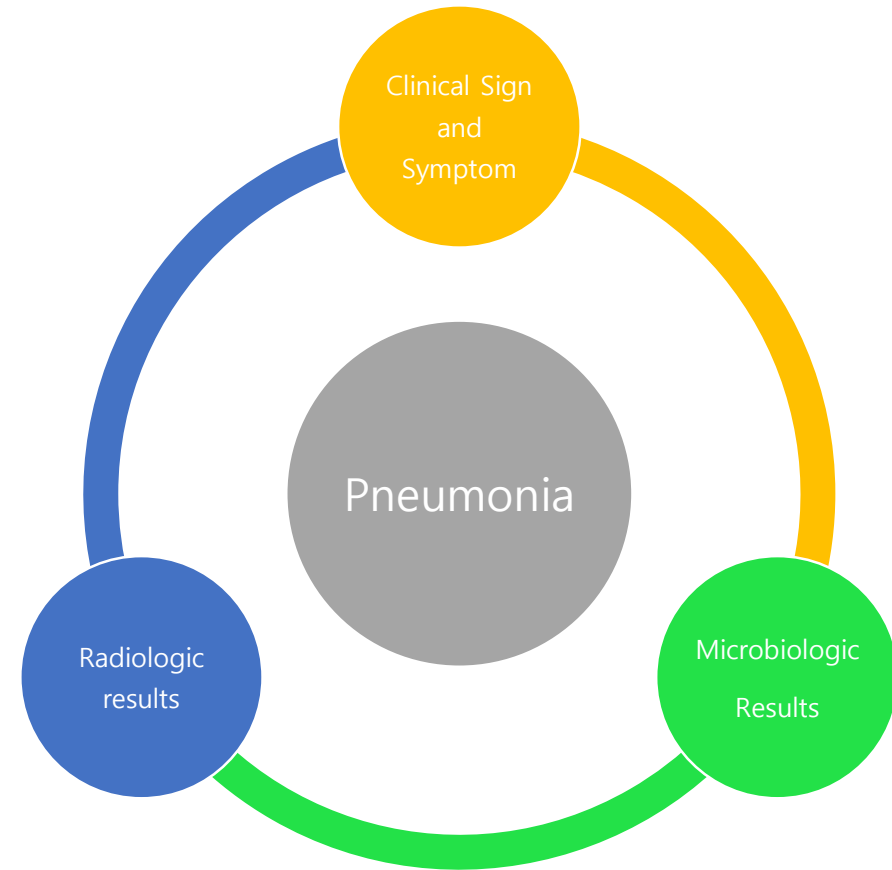 Clinical Sign
and
Symptom
Pneumonia
Radiologic
results
Microbiologic
Results